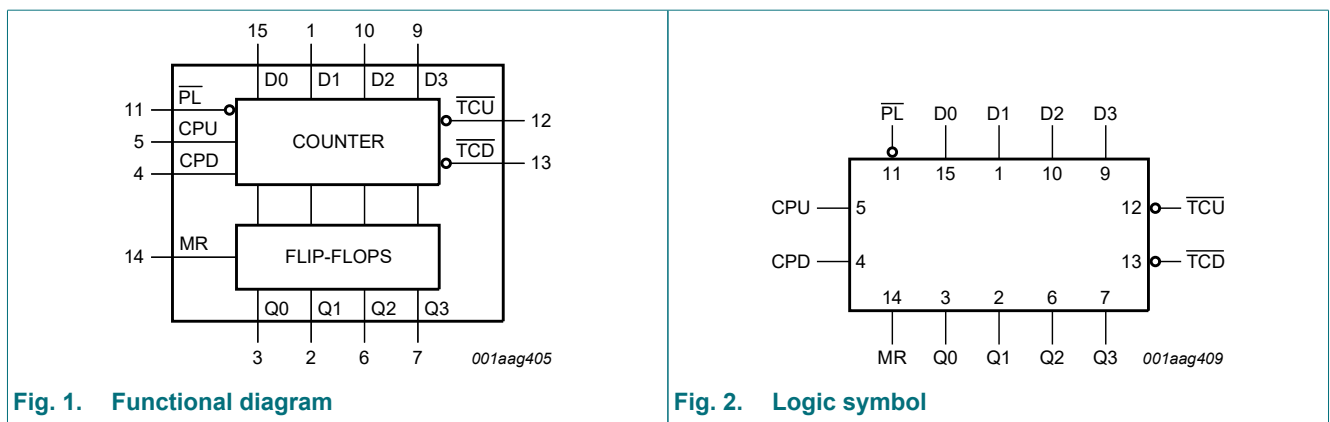 15 1 10 9
D0 D1 D2 D3
11 PL TCU 12
5 CPU COUNTER
4 CPD TCD 13
14 MR FLIP-FLOPS
Q0 Q1 Q2 Q3
3 2 6 7 001aag405
Fig. 1. Functional diagram
PL D0 D1 D2 D3
11 15 1 10 9
CPU 5 12 TCU
CPD 4 13 TCD
14 3 2 6 7
MR Q0 Q1 Q2 Q3 001aag409
Fig. 2. Logic symbol